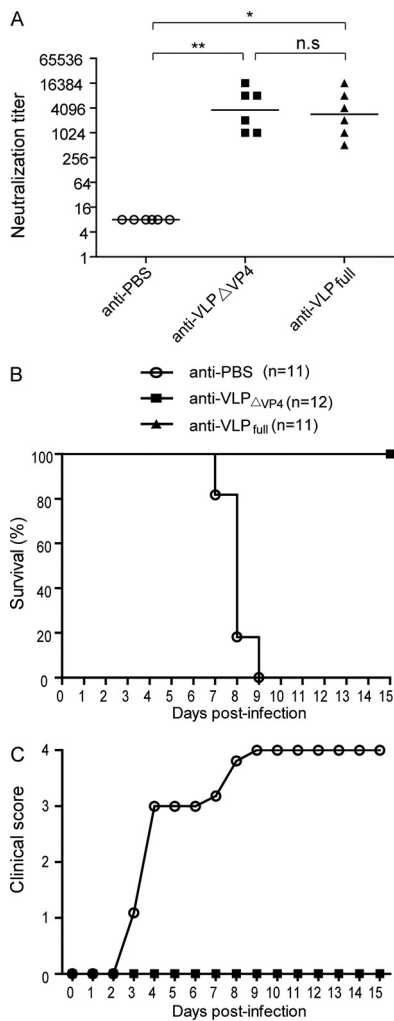 A
*
**
n.s
65536
16384
4096
1024
256
64
16
4
1
Neutralization titer
anti-PBS
anti-VLP△VP4
anti-VLPfull
B
anti-PBS (n=11)
anti-VLP△VP4 (n=12)
anti-VLPfull (n=11)
100
80
60
40
20
0
Survival (%)
0 1 2 3 4 5 6 7 8 9 10 11 12 13 14 15
Days post-infection
C
4
3
2
1
0
Clinical score
0 1 2 3 4 5 6 7 8 9 10 11 12 13 14 15
Days post-infection